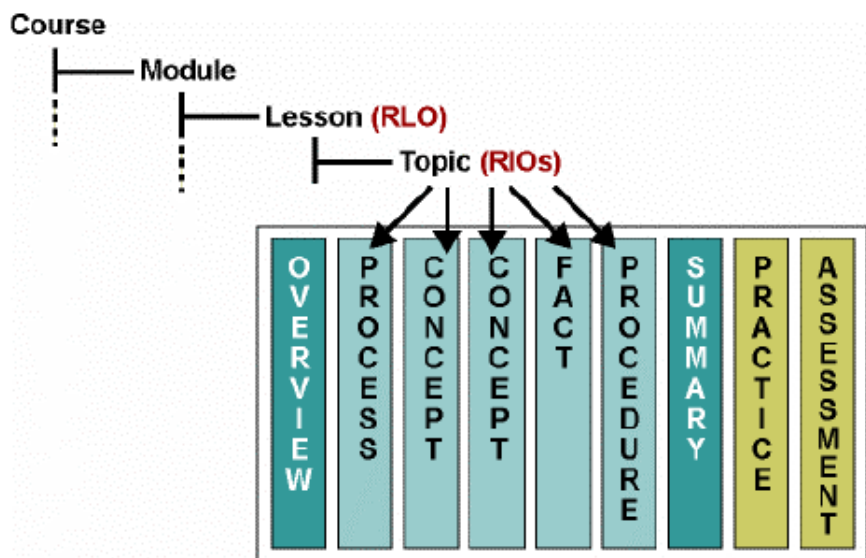 Course
Module
Lesson (RLO)
Topic (RIOs)
OVERVIEW
PROCESS
CONCEPT
CONCEPT
FACT
PROCEDURE
SUMMARY
PRACTICE
ASSESSMENT